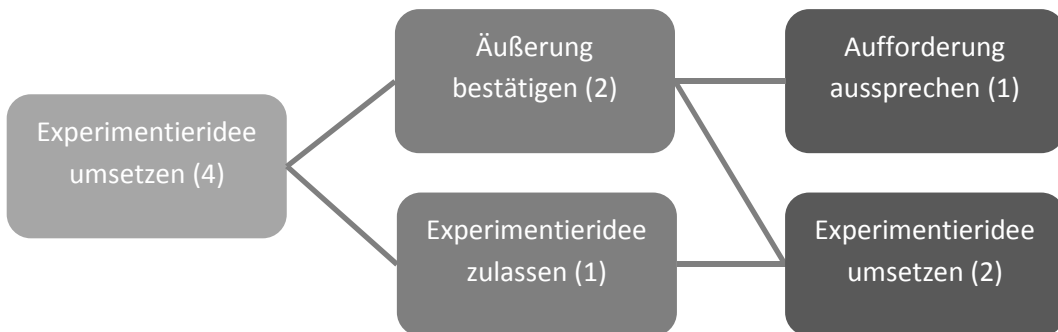 Äußerung
bestätigen (2)
Aufforderung
aussprechen (1)
Experimentieridee
umsetzen (4)
Experimentieridee
zulassen (1)
Experimentieridee
umsetzen (2)